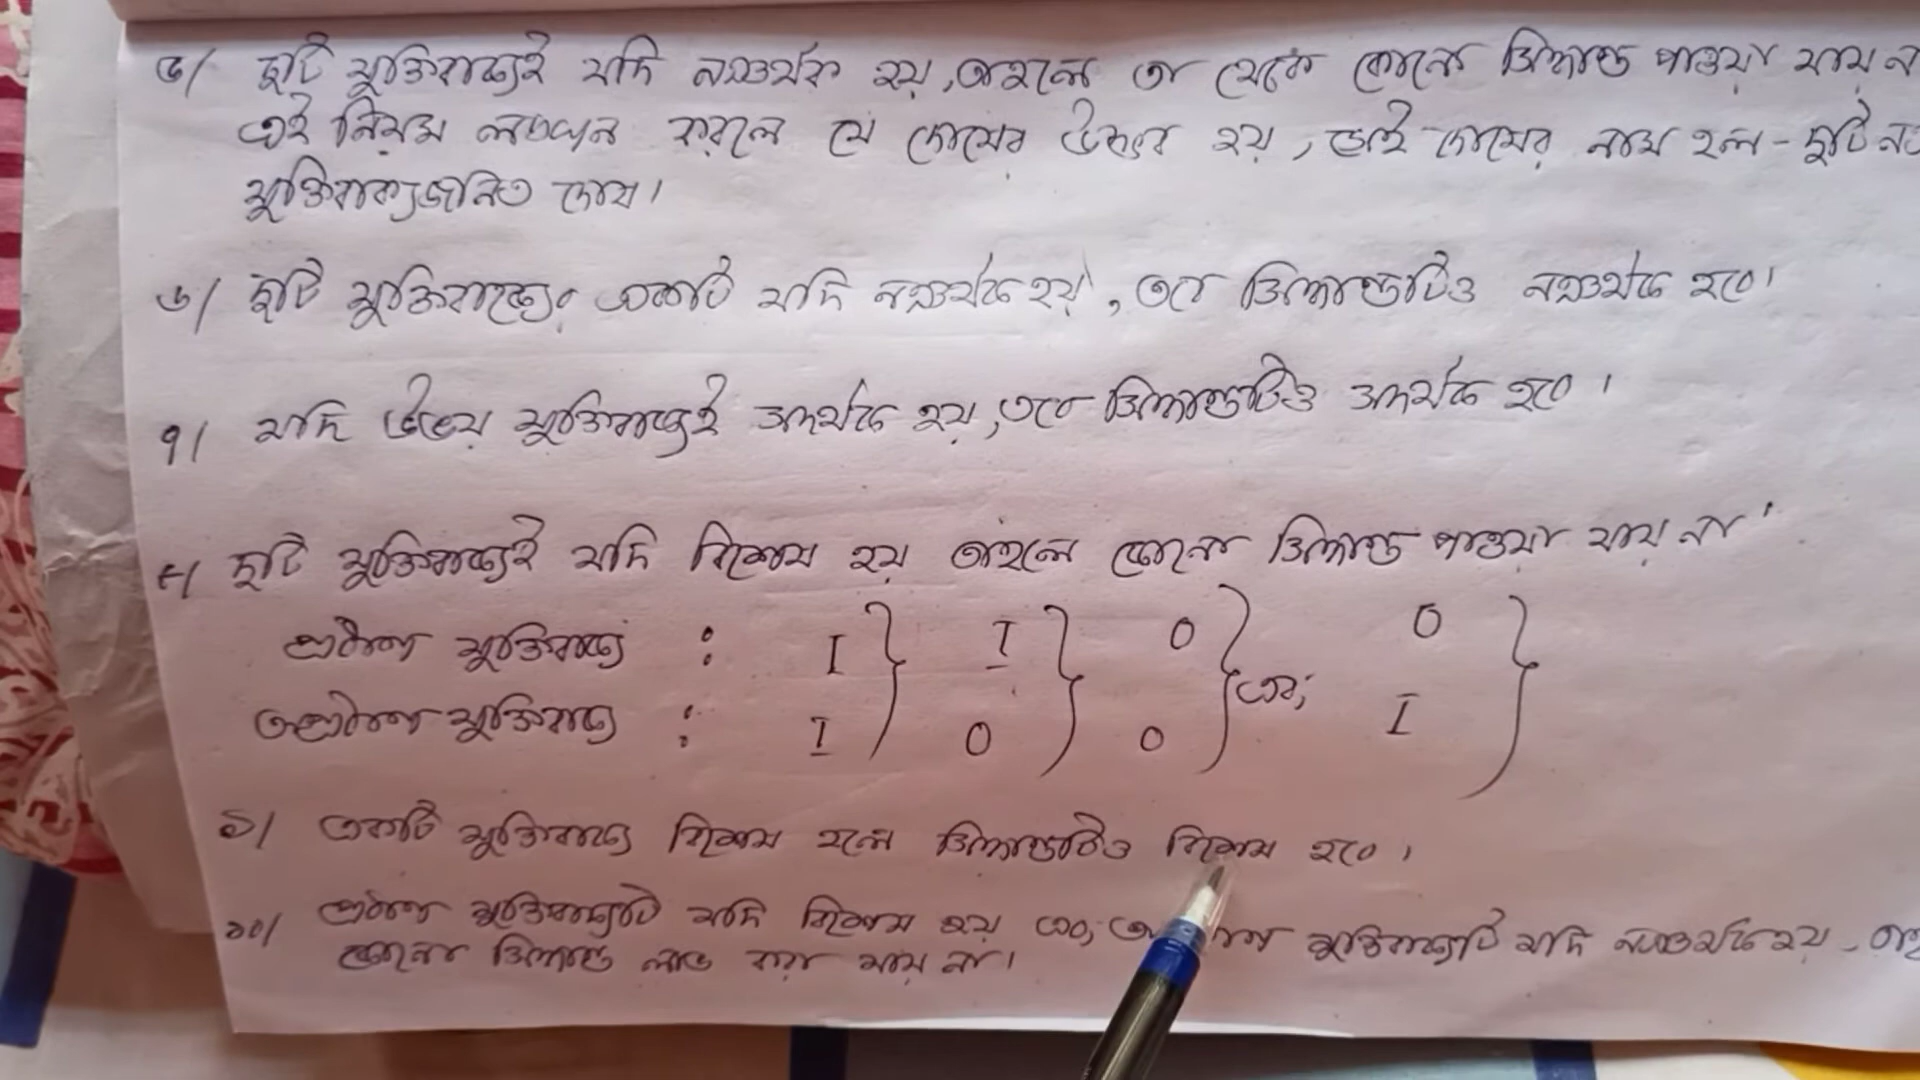 ৫/ দুটি যুক্তিবাক্যই যদি নঞর্থক হয়, তাহলে তা থেকে কোনো সিদ্ধান্ত পাওয়া যায় না
এই নিয়ম লঙ্ঘন করলে যে দোষের উদ্ভব হয়, সেই দোষের নাম হল - দুটি নঞ
যুক্তিবাক্যজনিত দোষ।
৬/ দুটি যুক্তিবাক্যের একটি যদি নঞর্থক হয়, তবে সিদ্ধান্তটিও নঞর্থক হবে।
৭/ যদি উভয় যুক্তিবাক্যই সদর্থক হয়, তবে সিদ্ধান্তটিও সদর্থক হবে।
৮/ দুটি যুক্তিবাক্যই যদি বিশেষ হয় তাহলে কোনো সিদ্ধান্ত পাওয়া যায় না
প্রধান যুক্তিবাক্য : I } I } O } O }
অপ্রধান যুক্তিবাক্য : I O O এবং I
৯/ একটি যুক্তিবাক্য বিশেষ হলে সিদ্ধান্তটিও বিশেষ হবে।
১০/ প্রধান যুক্তিবাক্যটি যদি বিশেষ হয় এবং যুক্তিবাক্যটি যদি নঞর্থক হয়,
কোনো সিদ্ধান্ত লাভ করা যায় না।